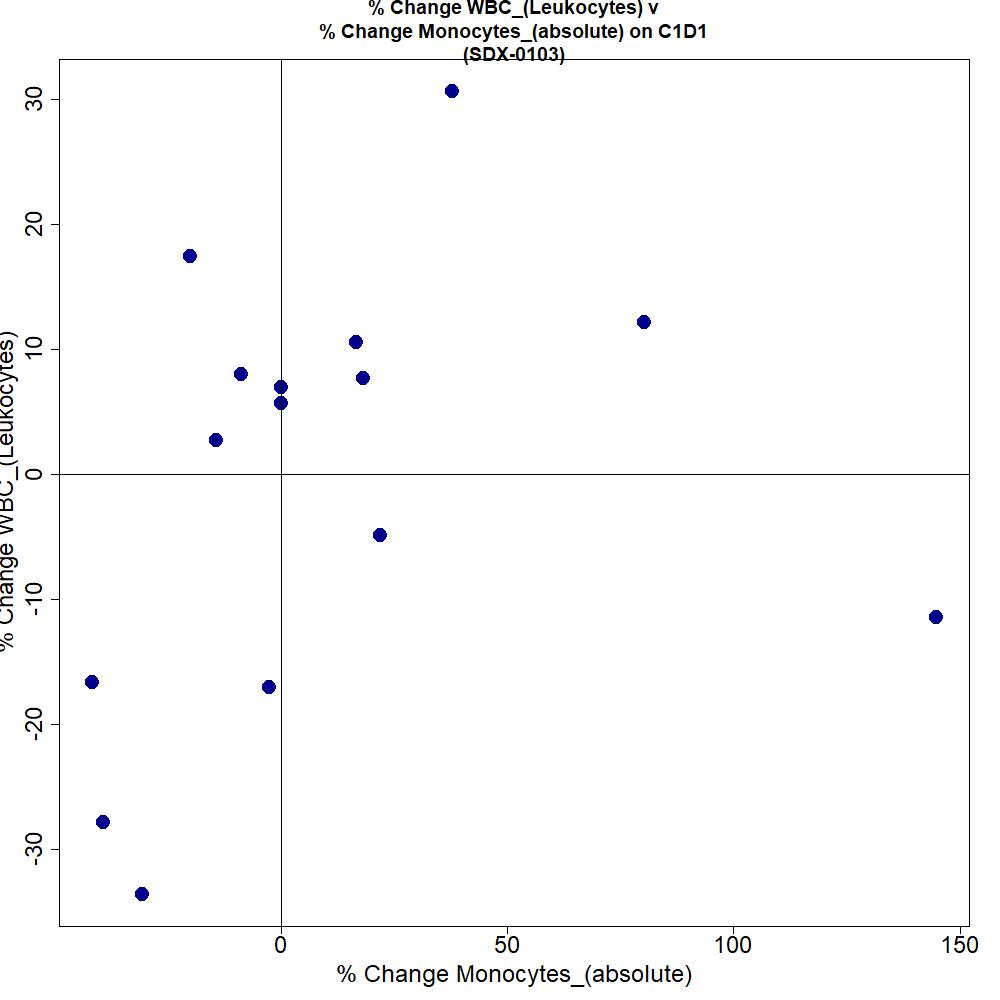 % Change WBC_(Leukocytes) v
% Change Monocytes_(absolute) on C1D1
(SDX-0103)
% Change WBC_(Leukocytes)
30
20
10
0
-10
-20
-30
0
50
100
150
% Change Monocytes_(absolute)